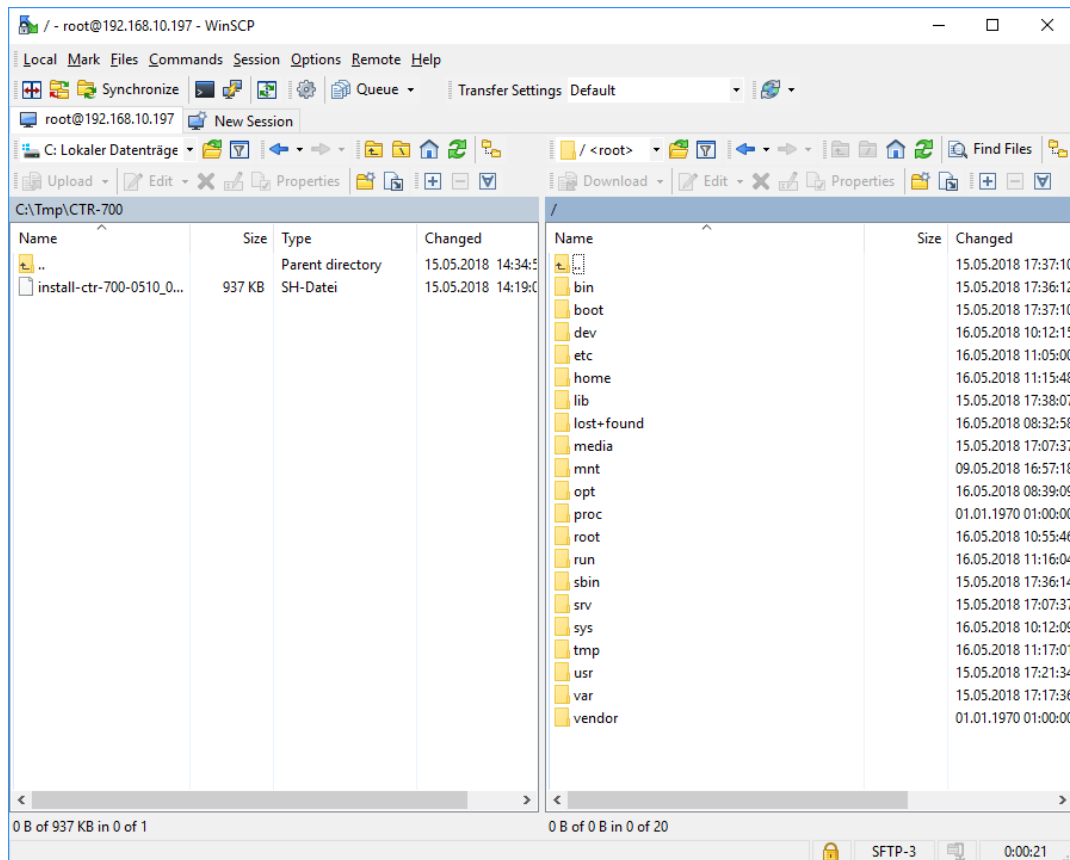 / - root@192.168.10.197 - WinSCP
Local Mark Files Commands Session Options Remote Help
Synchronize Queue Transfer Settings Default
root@192.168.10.197 New Session
C: Lokaler Datenträge / <root> Find Files
Upload Edit Properties Download Edit Properties
C:\Tmp\CTR-700 /
Name Size Type Changed Name Size Changed
.. Parent directory 15.05.2018 14:34:5 .. 15.05.2018 17:37:10
install-ctr-700-0510_0... 937 KB SH-Datei 15.05.2018 14:19:0 bin 15.05.2018 17:36:12
boot 15.05.2018 17:37:10
dev 16.05.2018 10:12:15
etc 16.05.2018 11:05:00
home 16.05.2018 11:15:48
lib 15.05.2018 17:38:07
lost+found 16.05.2018 08:32:58
media 15.05.2018 17:07:37
mnt 09.05.2018 16:57:18
opt 16.05.2018 08:39:09
proc 01.01.1970 01:00:00
root 16.05.2018 10:55:46
run 16.05.2018 11:16:04
sbin 15.05.2018 17:36:14
srv 15.05.2018 17:07:37
sys 16.05.2018 10:12:09
tmp 16.05.2018 11:17:01
usr 15.05.2018 17:21:34
var 15.05.2018 17:17:36
vendor 01.01.1970 01:00:00
0 B of 937 KB in 0 of 1 0 B of 0 B in 0 of 20
SFTP-3 0:00:21